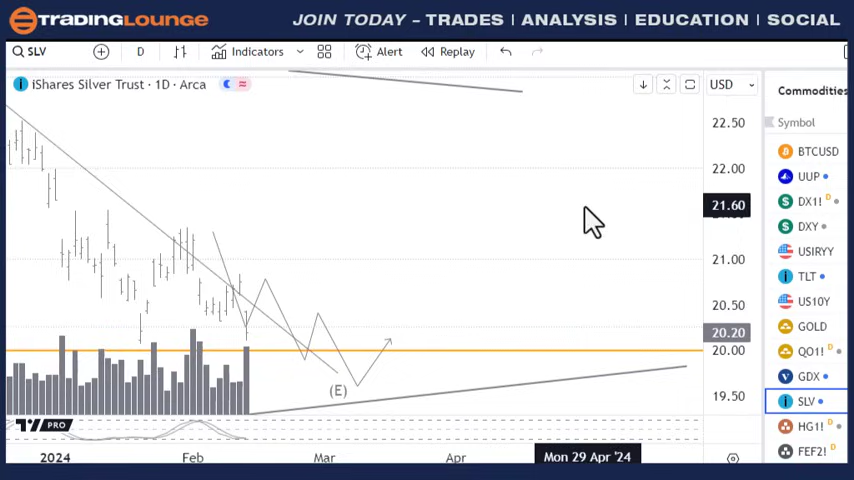 TRADINGLOUNGE
JOIN TODAY – TRADES | ANALYSIS | EDUCATION | SOCIAL
SLV
D
Indicators
Alert
Replay
iShares Silver Trust · 1D · Arca
USD
Commodities
Symbol
22.50
22.00
21.60
21.00
20.50
20.20
20.00
19.50
BTCUSD
UUP
DX1! D
DXY
USIRYY
TLT
US10Y
GOLD
QO1! D
GDX
SLV
HG1! D
FEF2! D
(E)
PRO
2024
Feb
Mar
Apr
Mon 29 Apr '24